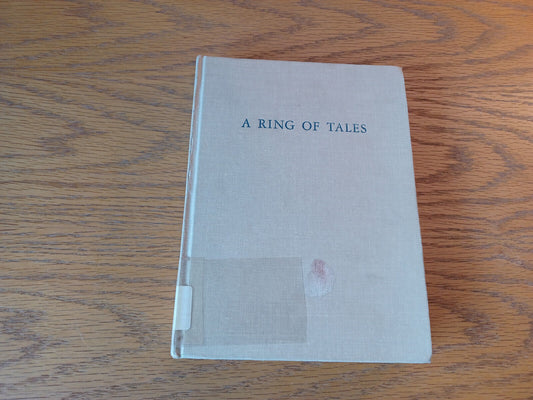 A RING OF TALES